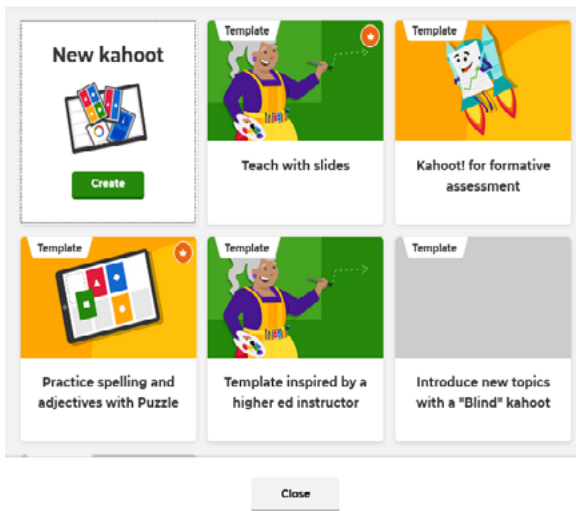 New kahoot
Create
Template
Teach with slides
Template
Kahoot! for formative
assessment
Template
Practice spelling and
adjectives with Puzzle
Template
Template inspired by a
higher ed instructor
Template
Introduce new topics
with a "Blind" kahoot
Close